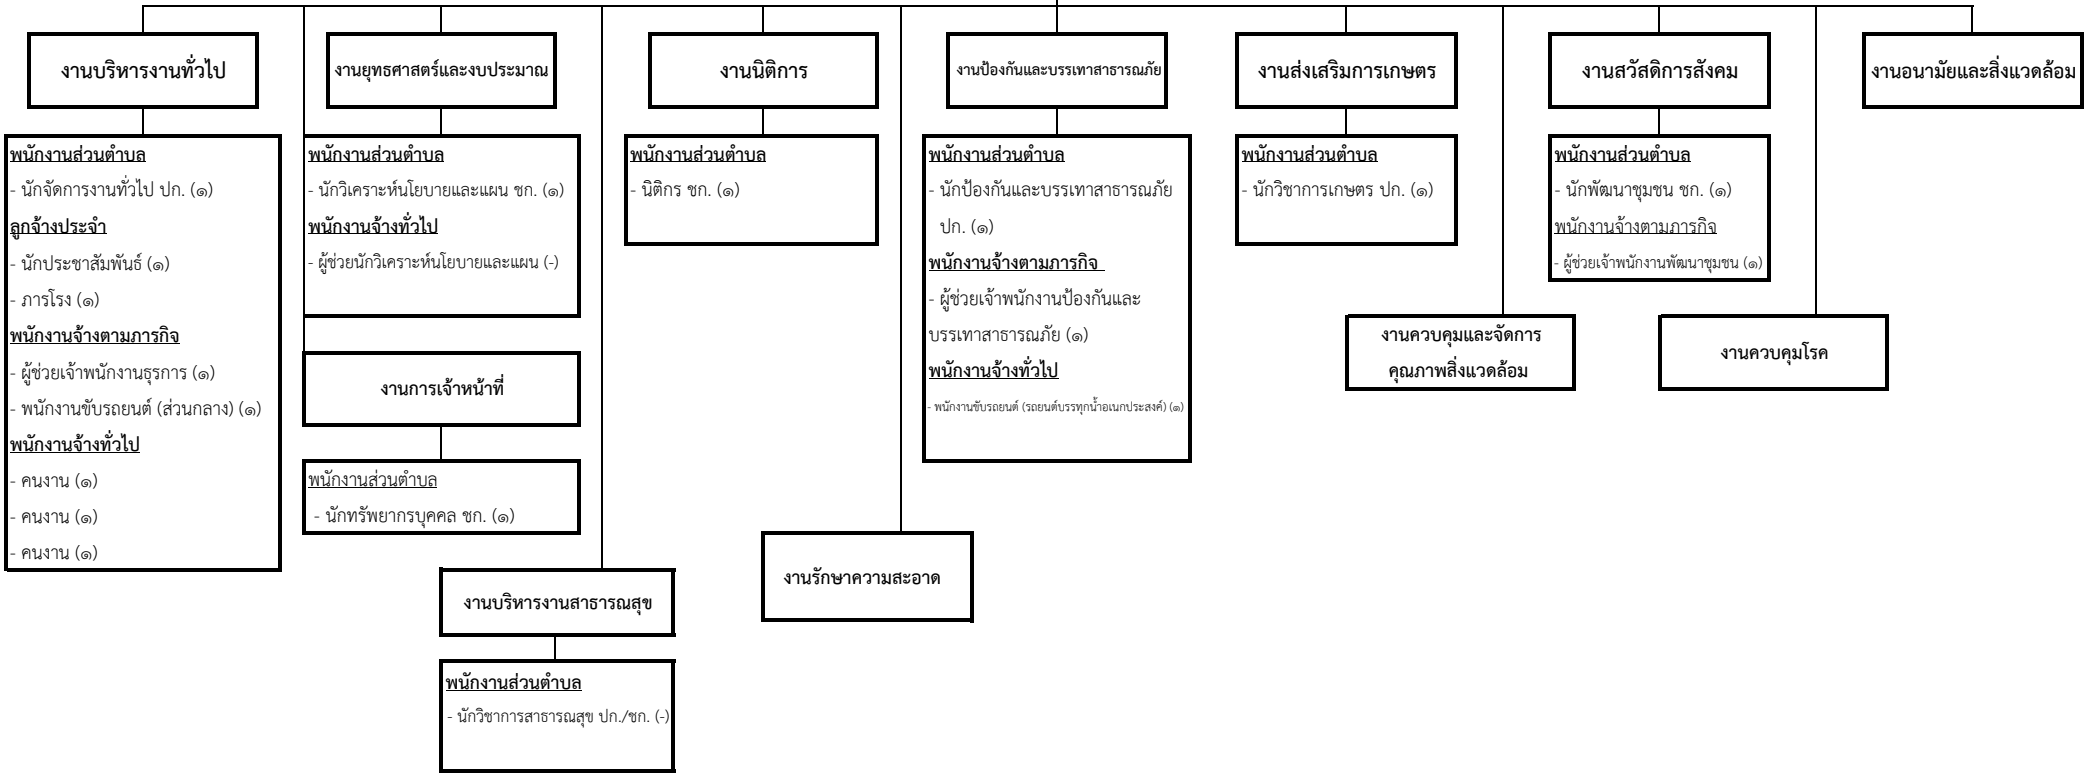 งานบริหารงานทั่วไป
พนักงานส่วนตำบล
- นักจัดการงานทั่วไป ปก. (๑)
ลูกจ้างประจำ
- นักประชาสัมพันธ์ (๑)
- ภารโรง (๑)
พนักงานจ้างตามภารกิจ
- ผู้ช่วยเจ้าพนักงานธุรการ (๑)
- พนักงานขับรถยนต์ (ส่วนกลาง) (๑)
พนักงานจ้างทั่วไป
- คนงาน (๑)
- คนงาน (๑)
- คนงาน (๑)
งานยุทธศาสตร์และงบประมาณ
พนักงานส่วนตำบล
- นักวิเคราะห์นโยบายและแผน ชก. (๑)
พนักงานจ้างทั่วไป
- ผู้ช่วยนักวิเคราะห์นโยบายและแผน (-)
งานการเจ้าหน้าที่
พนักงานส่วนตำบล
- นักทรัพยากรบุคคล ชก. (๑)
งานบริหารงานสาธารณสุข
พนักงานส่วนตำบล
- นักวิชาการสาธารณสุข ปก./ชก. (-)
งานนิติการ
พนักงานส่วนตำบล
- นิติกร ชก. (๑)
งานรักษาความสะอาด
งานป้องกันและบรรเทาสาธารณภัย
พนักงานส่วนตำบล
- นักป้องกันและบรรเทาสาธารณภัย
ปก. (๑)
พนักงานจ้างตามภารกิจ
- ผู้ช่วยเจ้าพนักงานป้องกันและ
บรรเทาสาธารณภัย (๑)
พนักงานจ้างทั่วไป
- พนักงานขับรถยนต์ (รถยนต์บรรทุกน้ำอเนกประสงค์) (๑)
งานส่งเสริมการเกษตร
พนักงานส่วนตำบล
- นักวิชาการเกษตร ปก. (๑)
งานควบคุมและจัดการ
คุณภาพสิ่งแวดล้อม
งานสวัสดิการสังคม
พนักงานส่วนตำบล
- นักพัฒนาชุมชน ชก. (๑)
พนักงานจ้างตามภารกิจ
- ผู้ช่วยเจ้าพนักงานพัฒนาชุมชน (๑)
งานควบคุมโรค
งานอนามัยและสิ่งแวดล้อม